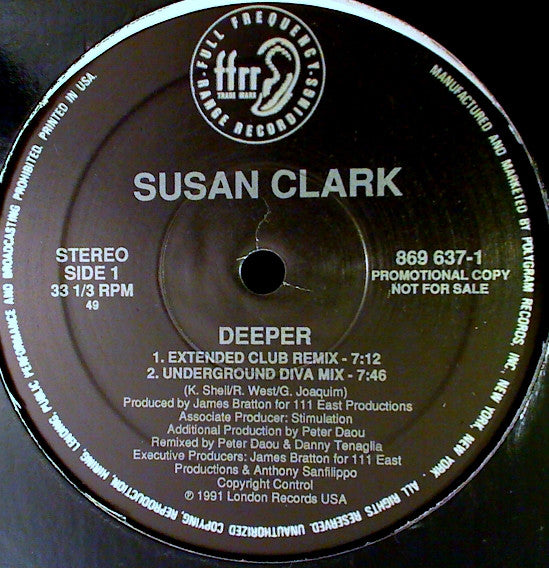 FULL FREQUENCY
ffrr
TRADE MARK
RANGE RECORDINGS
SUSAN CLARK
STEREO
SIDE 1
33 1/3 RPM
49
869 637-1
PROMOTIONAL COPY
NOT FOR SALE
DEEPER
1. EXTENDED CLUB REMIX - 7:12
2. UNDERGROUND DIVA MIX - 7:46
(K. Shell/R. West/G. Joaquim)
Produced by James Bratton for 111 East Productions
Associate Producer: Stimulation
Additional Production by Peter Daou
Remixed by Peter Daou & Danny Tenaglia
Executive Producers: James Bratton for 111 East
Productions & Anthony Sanfilippo
Copyright Control
℗ 1991 London Records USA
MANUFACTURED AND MARKETED BY POLYGRAM RECORDS, INC., NEW YORK, NEW YORK. ALL RIGHTS RESERVED. UNAUTHORIZED COPYING, REPRODUCTION, HIRING, LENDING, PUBLIC PERFORMANCE AND BROADCASTING PROHIBITED. PRINTED IN USA.